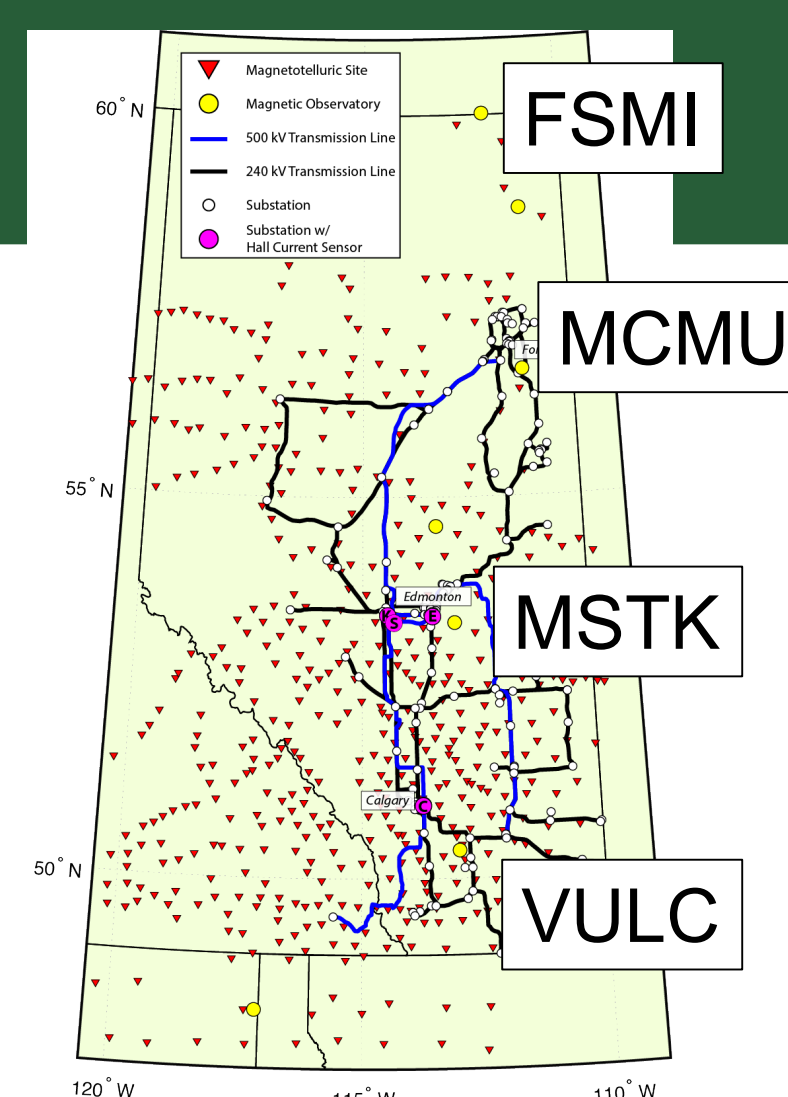 Magnetotelluric Site
Magnetic Observatory
500 kV Transmission Line
240 kV Transmission Line
Substation
Substation w/
Hall Current Sensor
60° N
FSMI
MCMU
55° N
Edmonton
S
E
MSTK
Calgary
C
50° N
VULC
120° W
115° W
110° W